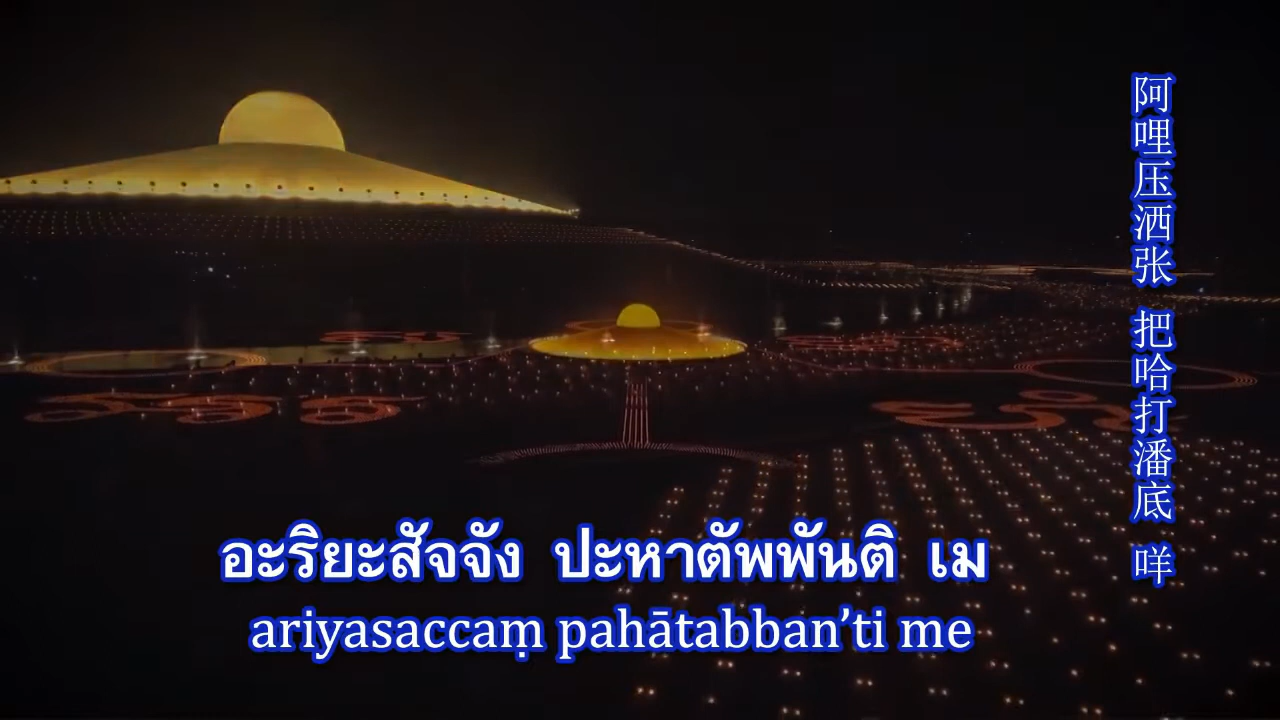 阿哩压洒张 把哈打潘底 咩
อะริยะสัจจัง ปะหาตัพพันติ เม
ariyasaccaṃ pahātabban’ti me